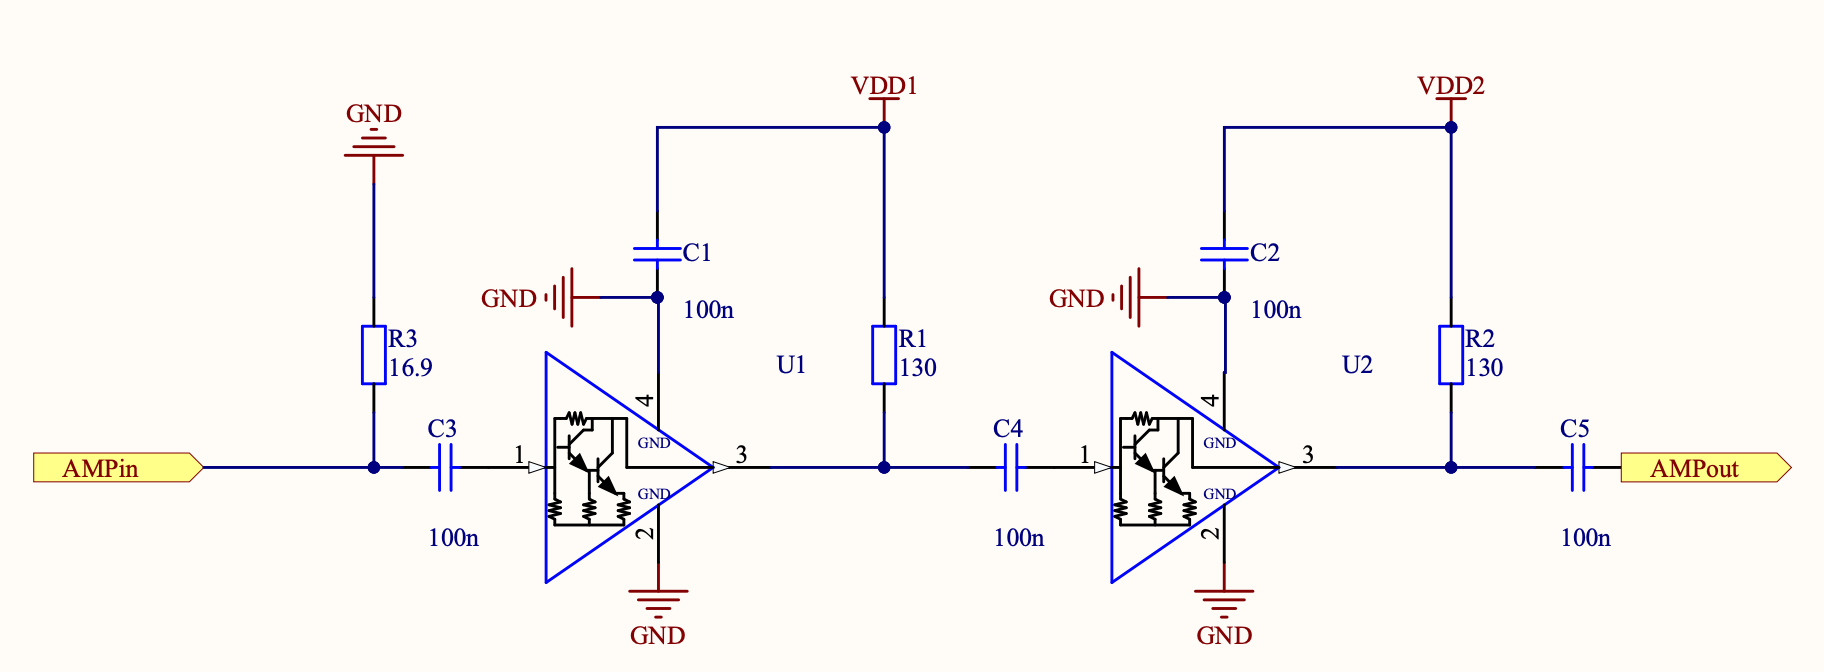 VDD1
VDD2
GND
C1
C2
GND
GND
100n
100n
R3
16.9
R1
130
R2
130
U1
U2
4
4
C3
GND
C4
GND
C5
AMPin
1
3
1
3
AMPout
GND
GND
100n
2
100n
2
100n
GND
GND